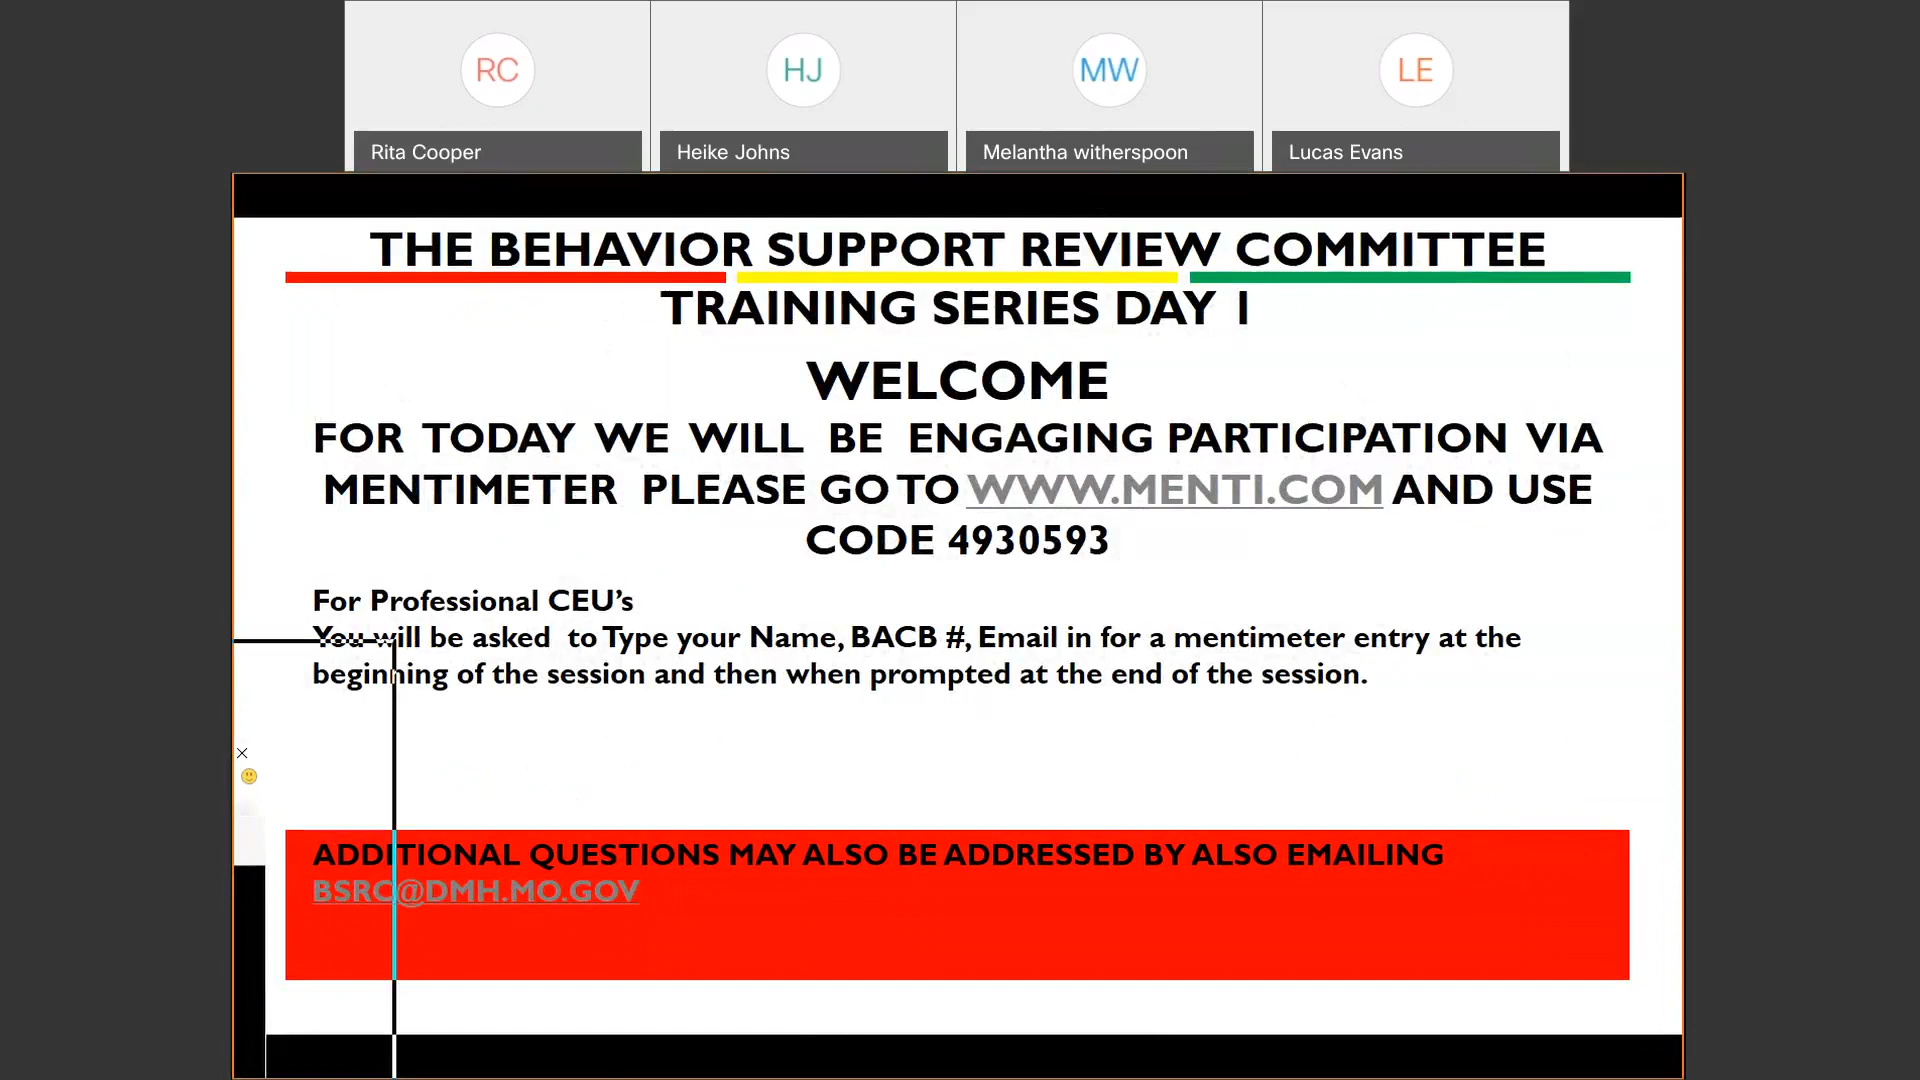 RC
HJ
MW
LE
Rita Cooper
Heike Johns
Melantha witherspoon
Lucas Evans
THE BEHAVIOR SUPPORT REVIEW COMMITTEE
TRAINING SERIES DAY 1
WELCOME
FOR TODAY WE WILL BE ENGAGING PARTICIPATION VIA
MENTIMETER PLEASE GO TO WWW.MENTI.COM AND USE
CODE 4930593
For Professional CEU’s
You will be asked to Type your Name, BACB #, Email in for a mentimeter entry at the
beginning of the session and then when prompted at the end of the session.
ADDITIONAL QUESTIONS MAY ALSO BE ADDRESSED BY ALSO EMAILING
BSRC@DMH.MO.GOV